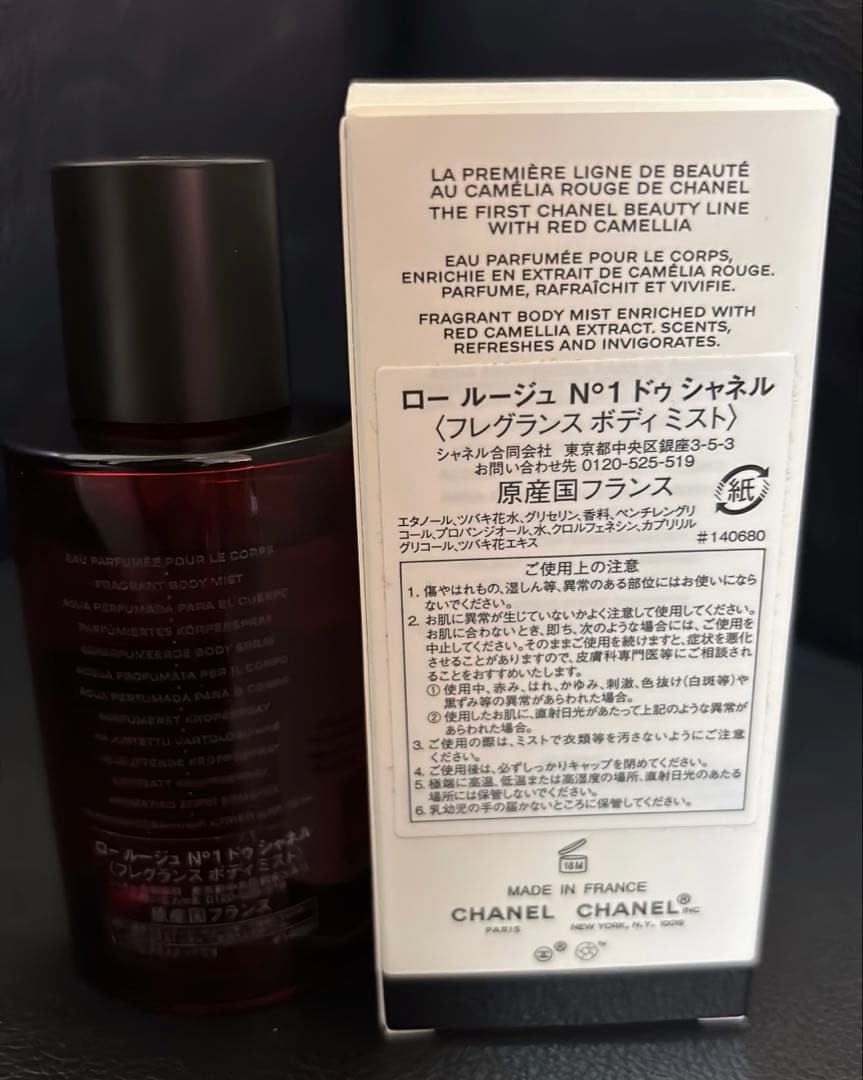 LA PREMIÈRE LIGNE DE BEAUTÉ
AU CAMÉLIA ROUGE DE CHANEL
THE FIRST CHANEL BEAUTY LINE
WITH RED CAMELLIA
EAU PARFUMÉE POUR LE CORPS,
ENRICHIE EN EXTRAIT DE CAMÉLIA ROUGE.
PARFUME, RAFRAÎCHIT ET VIVIFIE.
FRAGRANT BODY MIST ENRICHED WITH
RED CAMELLIA EXTRACT. SCENTS,
REFRESHES AND INVIGORATES.
ロー ルージュ N°1 ドゥ シャネル
〈フレグランス ボディ ミスト〉
シャネル合同会社 東京都中央区銀座3-5-3
お問い合わせ先 0120-525-519
原産国フランス
紙
エタノール、ツバキ花水、グリセリン、香料、ペンチレングリ
コール、プロパンジオール、水、クロルフェネシン、カプリリル
グリコール、ツバキ花エキス
#140680
ご使用上の注意
1. 傷やはれもの、湿しん等、異常のある部位にはお使いになら
ないでください。
2. お肌に異常が生じていないかよく注意して使用してください。
お肌に合わないとき、即ち、次のような場合には、ご使用を
中止してください。そのままご使用を続けますと、症状を悪化
させることがありますので、皮膚科専門医等にご相談され
ることをおすすめいたします。
① 使用中、赤み、はれ、かゆみ、刺激、色抜け(白斑等)や
黒ずみ等の異常があらわれた場合。
② 使用したお肌に、直射日光があたって上記のような異常が
あらわれた場合。
3. ご使用の際は、ミストで衣類等を汚さないようにご注意
ください。
4. ご使用後は、必ずしっかりキャップを閉めてください。
5. 極端に高温、低温または高湿度の場所、直射日光のあたる
場所には保管しないでください。
6. 乳幼児の手の届かないところに保管してください。
18M
MADE IN FRANCE
CHANEL CHANEL® INC
PARIS NEW YORK, N.Y. 10019
EAU PARFUMÉE POUR LE CORPS
FRAGRANT BODY MIST
AGUA PERFUMADA PARA EL CUERPO
PARFÜMIERTES KÖRPERSPRAY
GEPARFUMEERDE BODY SPRAY
ACQUA PROFUMATA PER IL CORPO
ÁGUA PERFUMADA PARA O CORPO
PARFUMERET KROPSSPRAY
ロー ルージュ N°1 ドゥ シャネル
〈フレグランス ボディ ミスト〉
原産国フランス